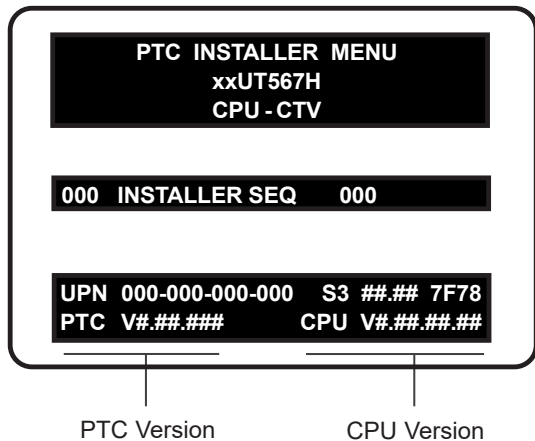 PTC INSTALLER MENU
xxUT567H
CPU - CTV
000 INSTALLER SEQ 000
UPN 000-000-000-000 S3 ##.## 7F78
PTC V#.##.### CPU V#.##.##.##
PTC Version CPU Version